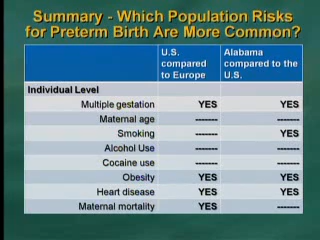 Summary - Which Population Risks
for Preterm Birth Are More Common?
U.S. compared to Europe | Alabama compared to the U.S.
Individual Level
Multiple gestation YES YES
Maternal age ------- -------
Smoking ------- YES
Alcohol Use ------- -------
Cocaine use ------- -------
Obesity YES YES
Heart disease YES YES
Maternal mortality YES -------